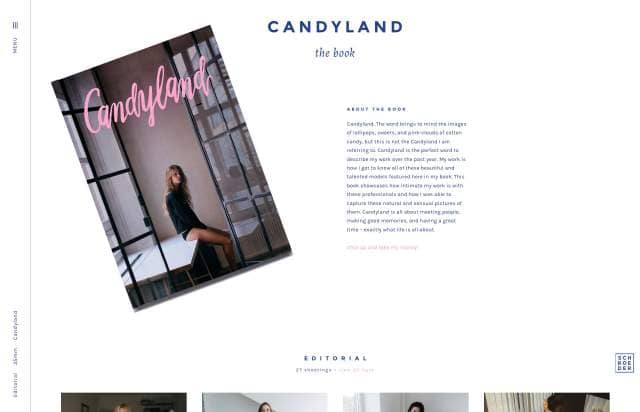 CANDYLAND
the book
MENU
Candyland
ABOUT THE BOOK
Candyland. The word brings to mind the images
of lollipops, sweets, and pink clouds of cotton
candy, but this is not the Candyland I am
referring to. Candyland is the perfect word to
describe my work over the past year. My work is
how I got to know all of these beautiful and
talented models featured here in my book. This
book showcases how intimate my work is with
these professionals and how I was able to
capture these natural and sensual pictures of
them. Candyland is all about meeting people,
making good memories, and having a great
time – exactly what life is all about.
shut up and take my money!
Editorial 35mm Candyland
EDITORIAL
27 shootings –
SCH
ROE
DER